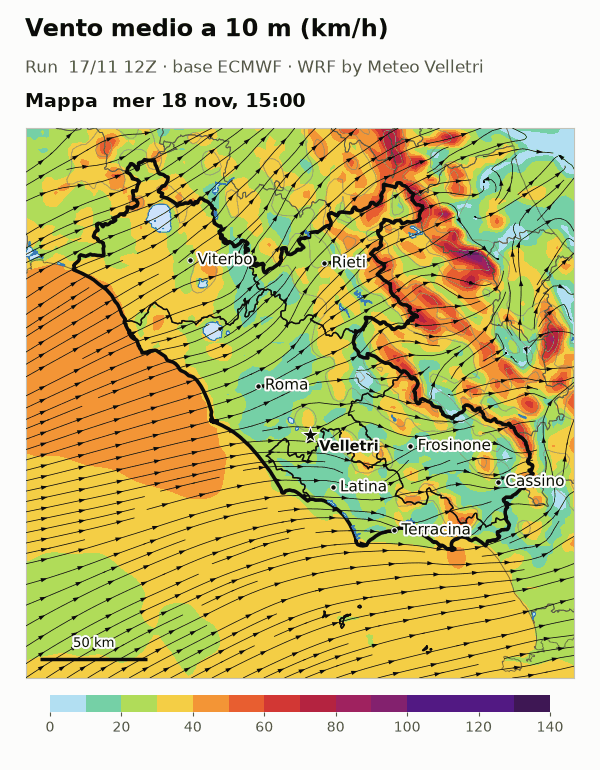 Vento medio a 10 m (km/h)
Run  17/11 12Z · base ECMWF · WRF by Meteo Velletri
Mappa  mer 18 nov, 15:00
Viterbo
Rieti
Roma
Velletri
Frosinone
Latina
Cassino
Terracina
50 km
0 20 40 60 80 100 120 140